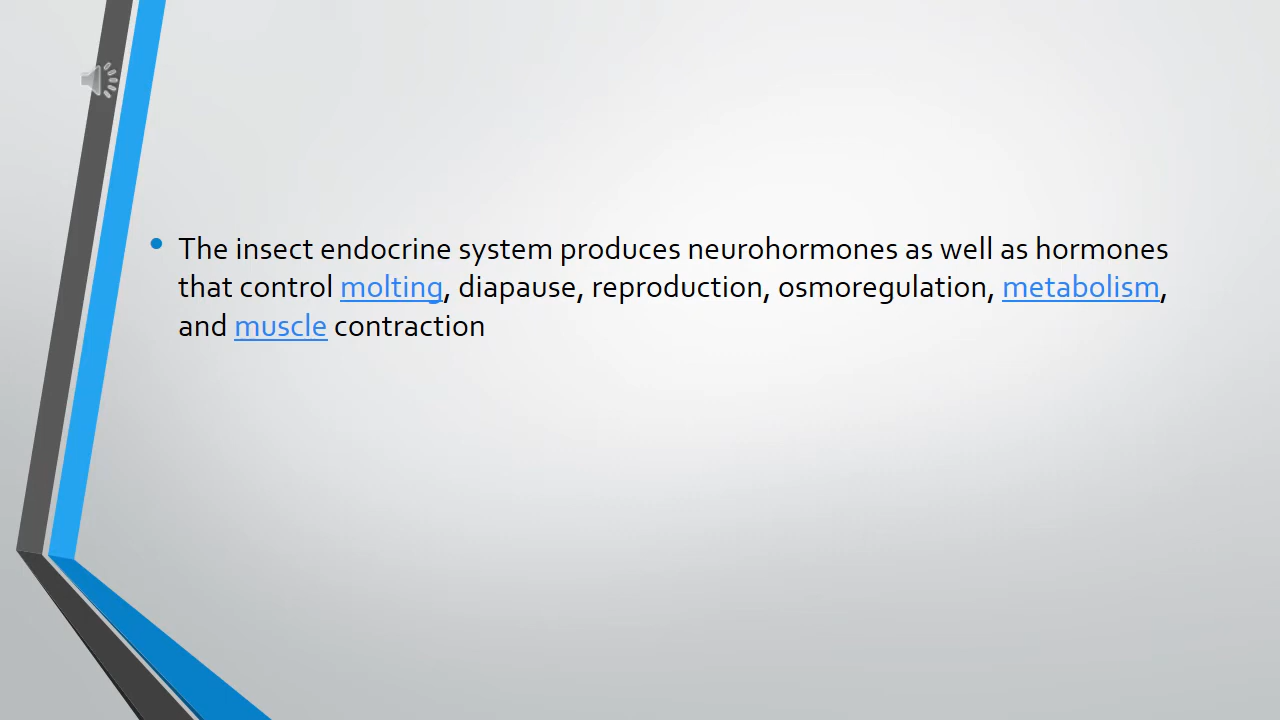 • The insect endocrine system produces neurohormones as well as hormones
that control molting, diapause, reproduction, osmoregulation, metabolism,
and muscle contraction